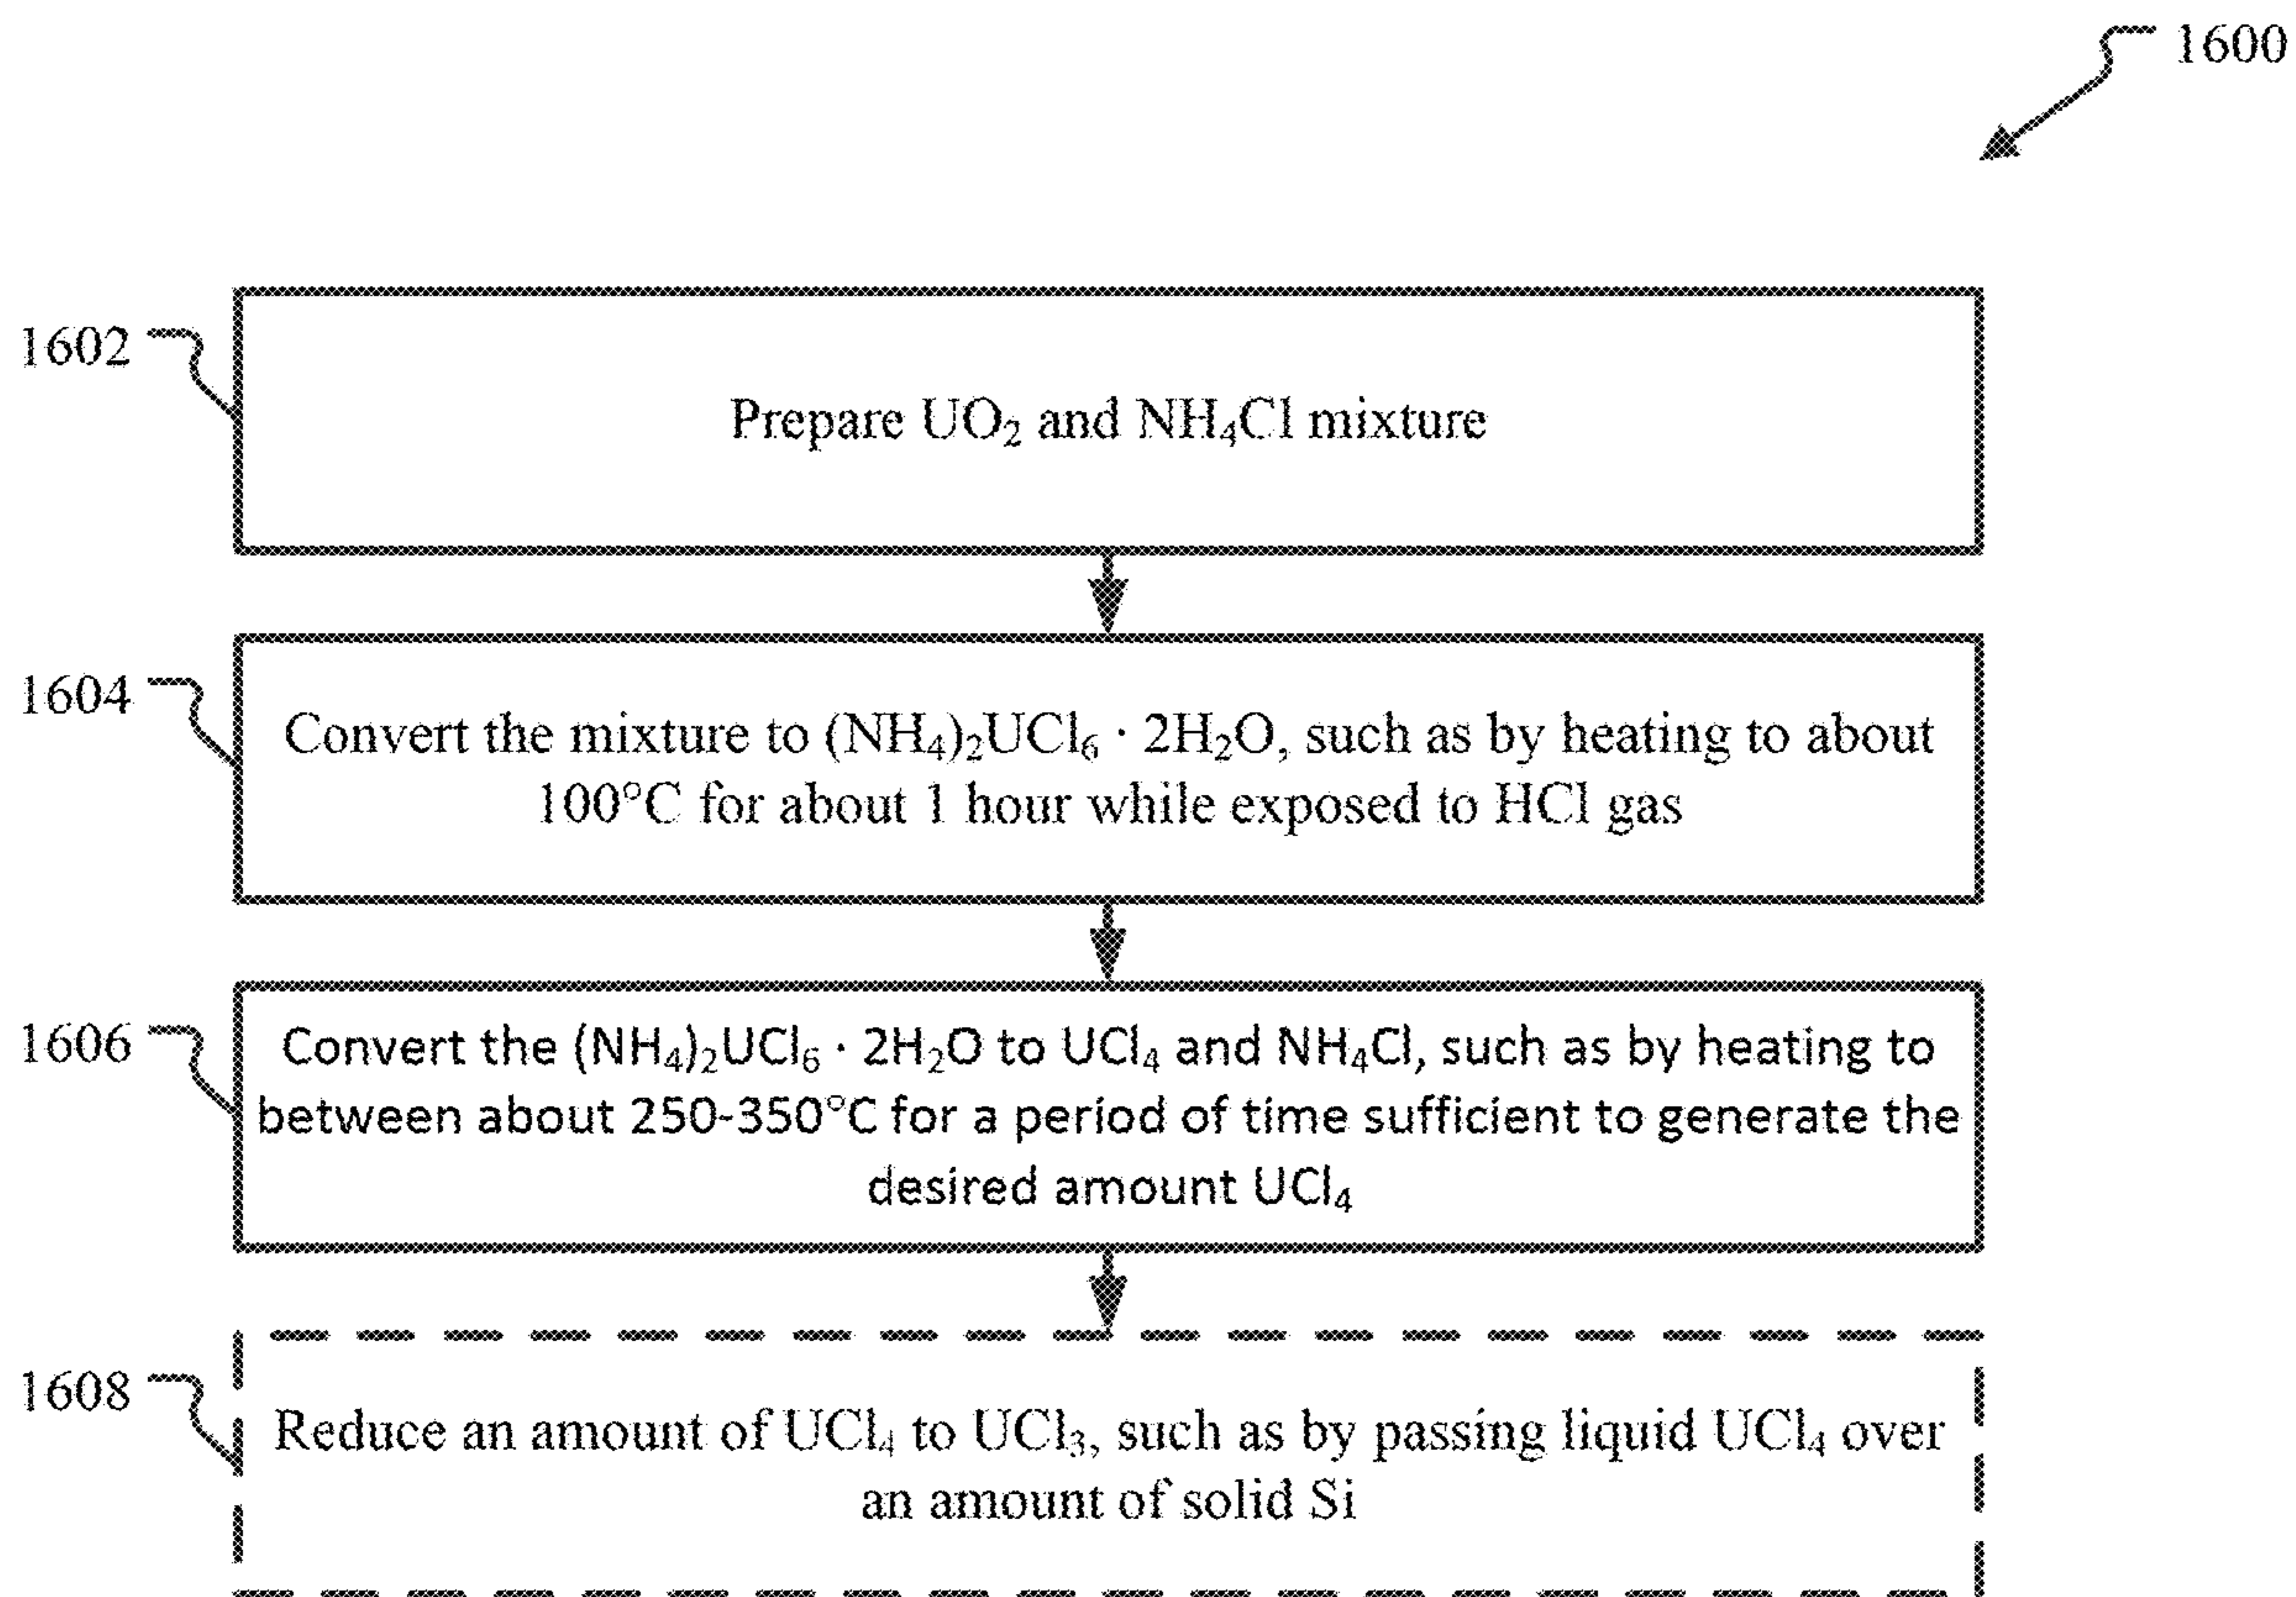 1600
1602
Prepare UO₂ and NH₄Cl mixture
1604
Convert the mixture to (NH₄)₂UCl₆ · 2H₂O, such as by heating to about
100°C for about 1 hour while exposed to HCl gas
1606
Convert the (NH₄)₂UCl₆ · 2H₂O to UCl₄ and NH₄Cl, such as by heating to
between about 250-350°C for a period of time sufficient to generate the
desired amount UCl₄
1608
Reduce an amount of UCl₄ to UCl₃, such as by passing liquid UCl₄ over
an amount of solid Si